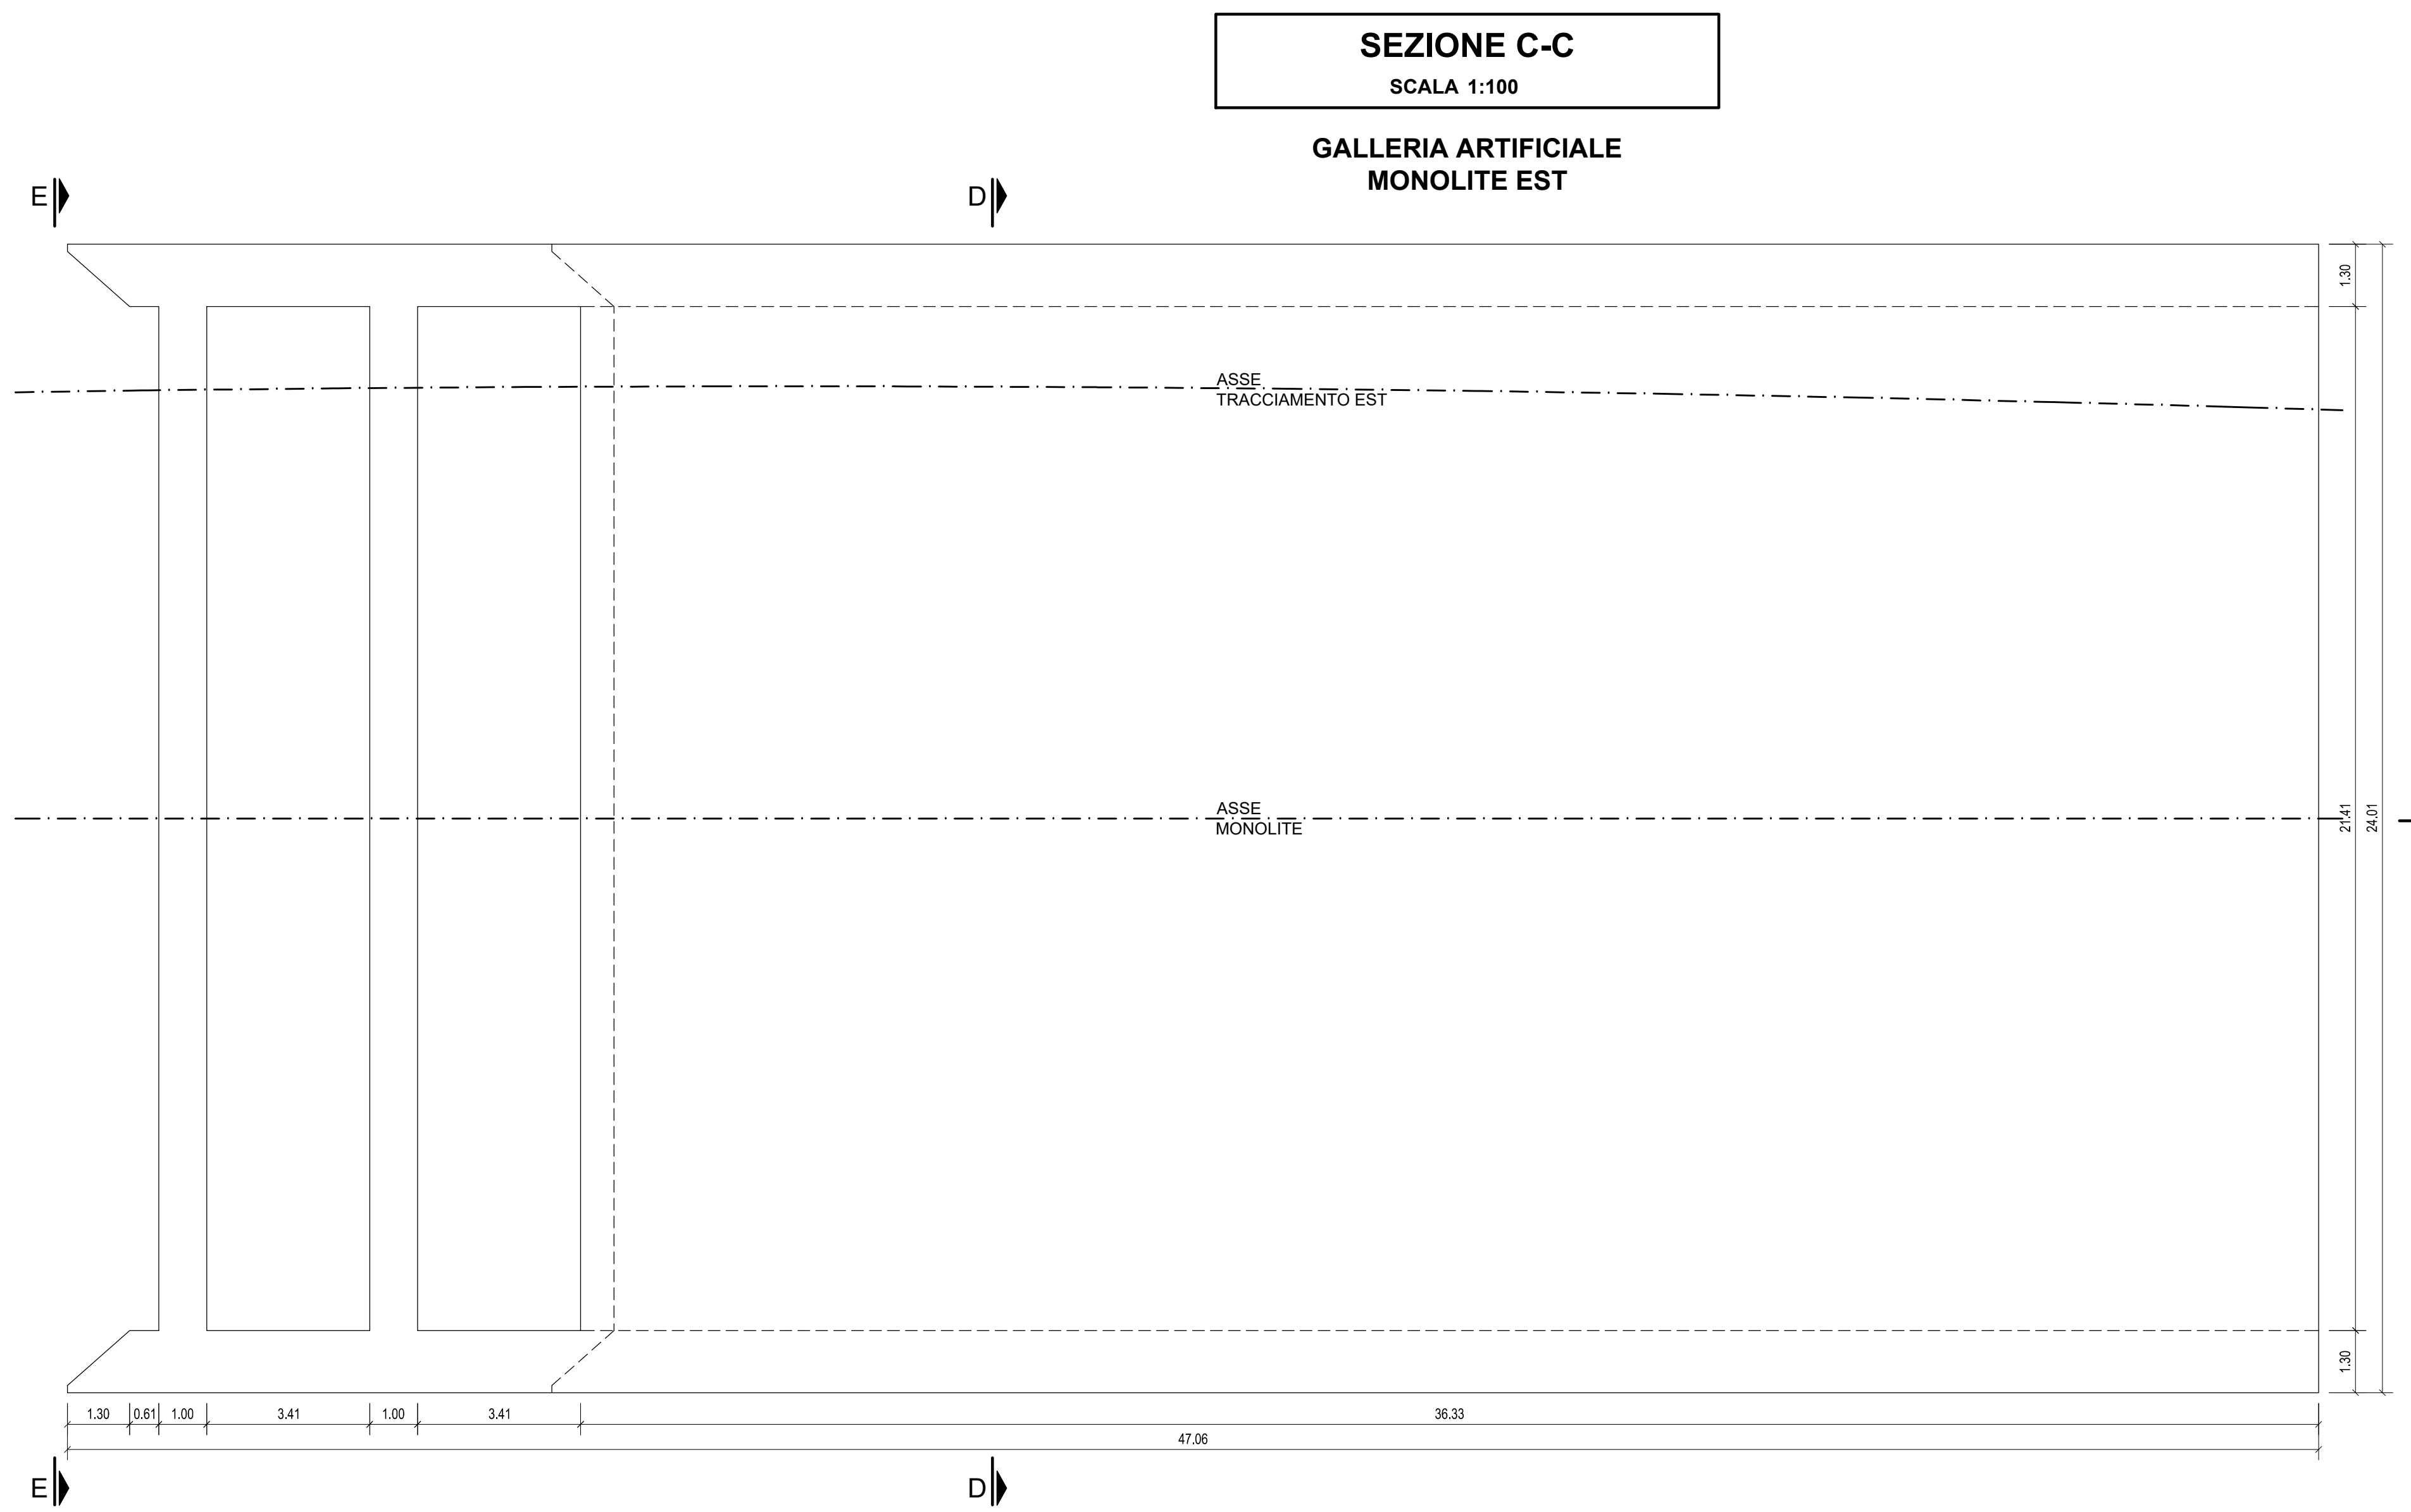 SEZIONE C-C
SCALA 1:100
GALLERIA ARTIFICIALE
MONOLITE EST
E
D
1.30
ASSE
TRACCIAMENTO EST
ASSE
MONOLITE
21.41
24.01
1.30
1.30 0.61 1.00 3.41 1.00 3.41 36.33
47.06
E
D